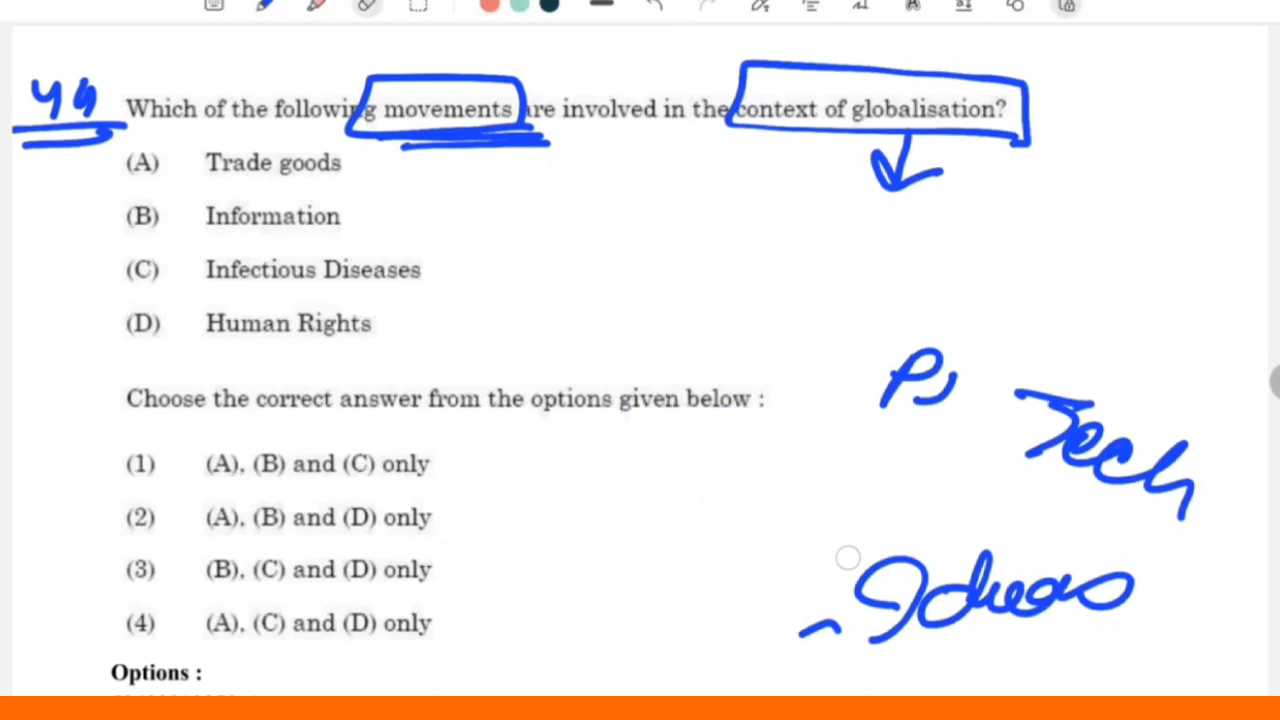 49
Which of the following movements are involved in the context of globalisation?
(A) Trade goods
(B) Information
(C) Infectious Diseases
(D) Human Rights
Choose the correct answer from the options given below :
(1) (A), (B) and (C) only
(2) (A), (B) and (D) only
(3) (B), (C) and (D) only
(4) (A), (C) and (D) only
Tech
Ideas
Options :